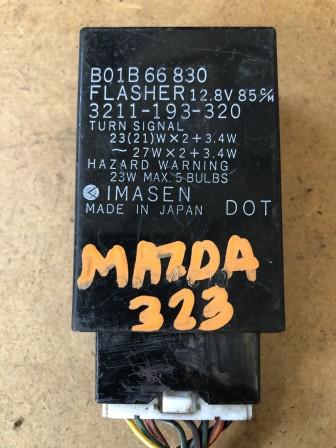 B01B 66 830
FLASHER 12.8V 85 c/m
3211-193-320
TURN SIGNAL
23(21)W×2+3.4W
~ 27W×2+3.4W
HAZARD WARNING
23W MAX. 5 BULBS
IMASEN
MADE IN JAPAN DOT
MAZDA
323